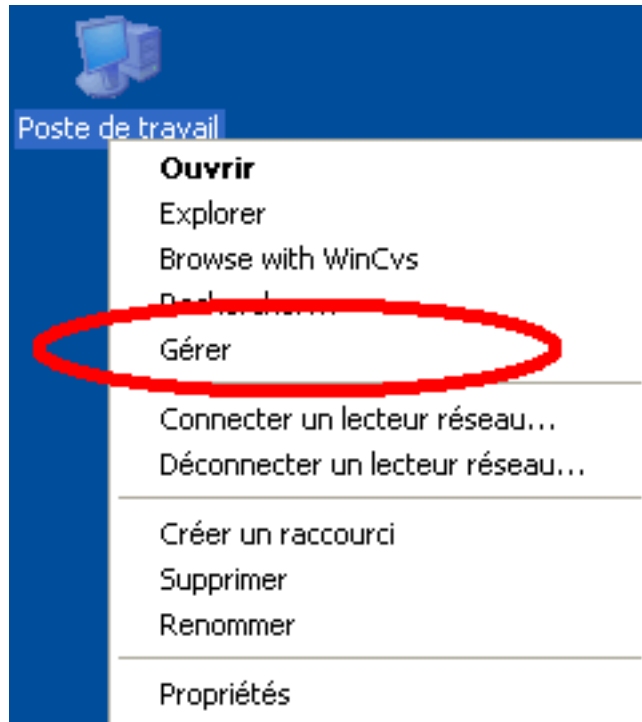 Poste de travail
Ouvrir
Explorer
Browse with WinCvs
Rechercher...
Gérer
Connecter un lecteur réseau...
Déconnecter un lecteur réseau...
Créer un raccourci
Supprimer
Renommer
Propriétés